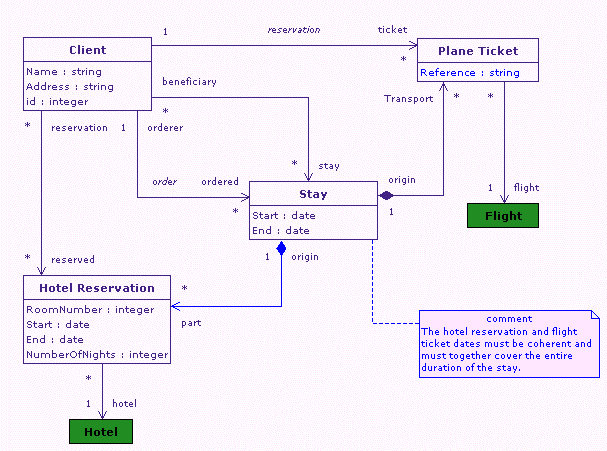 1
reservation
ticket
Client
Plane Ticket
*
Name : string
Address : string
id : integer
Reference : string
beneficiary
*
Transport
*
*
*
reservation
1
orderer
*
stay
order
ordered
origin
*
1
Stay
1
flight
Start : date
End : date
Flight
1
origin
reserved
*
*
Hotel Reservation
RoomNumber : integer
Start : date
End : date
NumberOfNights : integer
part
comment
The hotel reservation and flight
ticket dates must be coherent and
must together cover the entire
duration of the stay.
*
1
hotel
Hotel